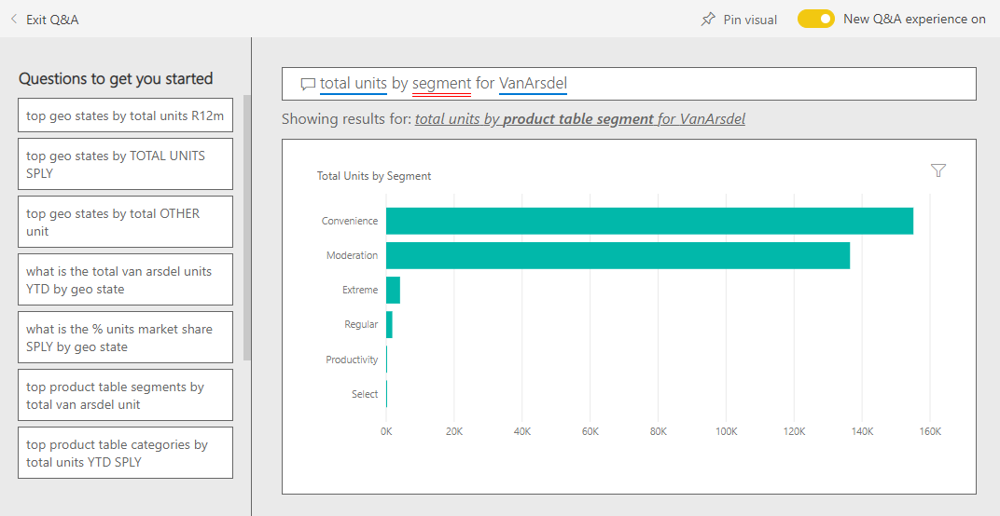 Exit Q&A
Pin visual
New Q&A experience on
Questions to get you started
top geo states by total units R12m
top geo states by TOTAL UNITS
SPLY
top geo states by total OTHER
unit
what is the total van arsdel units
YTD by geo state
what is the % units market share
SPLY by geo state
top product table segments by
total van arsdel unit
top product table categories by
total units YTD SPLY
total units by segment for VanArsdel
Showing results for: total units by product table segment for VanArsdel
Total Units by Segment
Convenience
Moderation
Extreme
Regular
Productivity
Select
0K 20K 40K 60K 80K 100K 120K 140K 160K